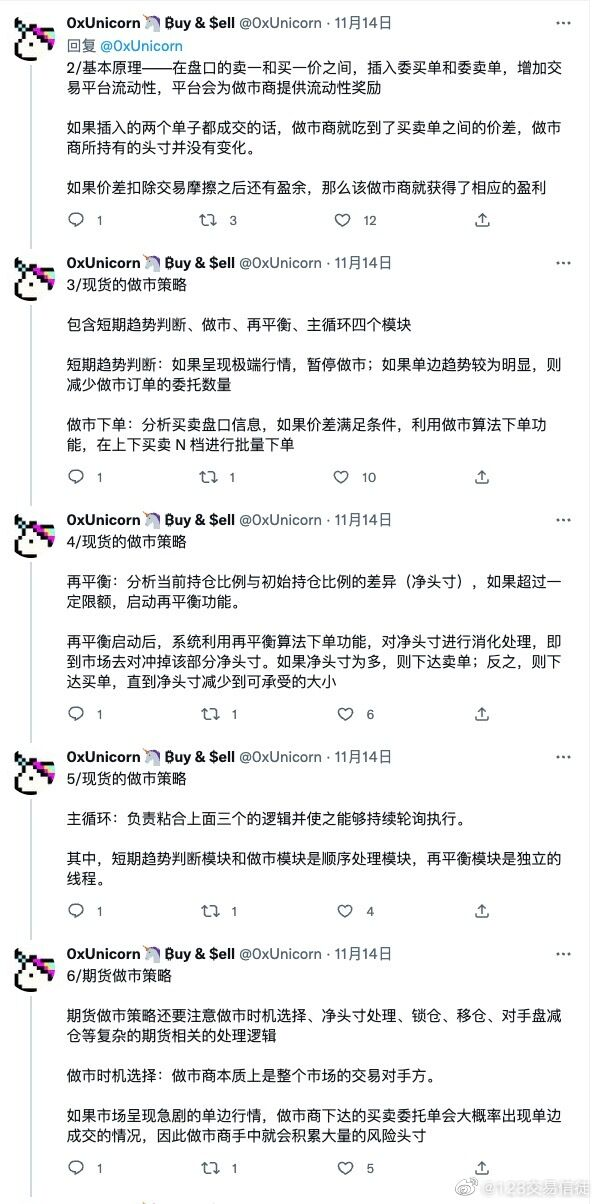 0xUnicorn🦄 ₿uy & $ell @0xUnicorn · 11月14日
回复 @0xUnicorn
2/基本原理——在盘口的卖一和买一价之间，插入委买单和委卖单，增加交
易平台流动性，平台会为做市商提供流动性奖励
如果插入的两个单子都成交的话，做市商就吃到了买卖单之间的价差，做市
商所持有的头寸并没有变化。
如果价差扣除交易摩擦之后还有盈余，那么该做市商就获得了相应的盈利
1 3 12
0xUnicorn🦄 ₿uy & $ell @0xUnicorn · 11月14日
3/现货的做市策略
包含短期趋势判断、做市、再平衡、主循环四个模块
短期趋势判断：如果呈现极端行情，暂停做市；如果单边趋势较为明显，则
减少做市订单的委托数量
做市下单：分析买卖盘口信息，如果价差满足条件，利用做市算法下单功
能，在上下买卖 N 档进行批量下单
1 1 10
0xUnicorn🦄 ₿uy & $ell @0xUnicorn · 11月14日
4/现货的做市策略
再平衡：分析当前持仓比例与初始持仓比例的差异（净头寸），如果超过一
定限额，启动再平衡功能。
再平衡启动后，系统利用再平衡算法下单功能，对净头寸进行消化处理，即
到市场去对冲掉该部分净头寸。如果净头寸为多，则下达卖单；反之，则下
达买单，直到净头寸减少到可承受的大小
1 1 6
0xUnicorn🦄 ₿uy & $ell @0xUnicorn · 11月14日
5/现货的做市策略
主循环：负责粘合上面三个的逻辑并使之能够持续轮询执行。
其中，短期趋势判断模块和做市模块是顺序处理模块，再平衡模块是独立的
线程。
1 1 4
0xUnicorn🦄 ₿uy & $ell @0xUnicorn · 11月14日
6/期货做市策略
期货做市策略还要注意做市时机选择、净头寸处理、锁仓、移仓、对手盘减
仓等复杂的期货相关的处理逻辑
做市时机选择：做市商本质上是整个市场的交易对手方。
如果市场呈现急剧的单边行情，做市商下达的买卖委托单会大概率出现单边
成交的情况，因此做市商手中就会积累大量的风险头寸
1 1 5
@123交易信徒